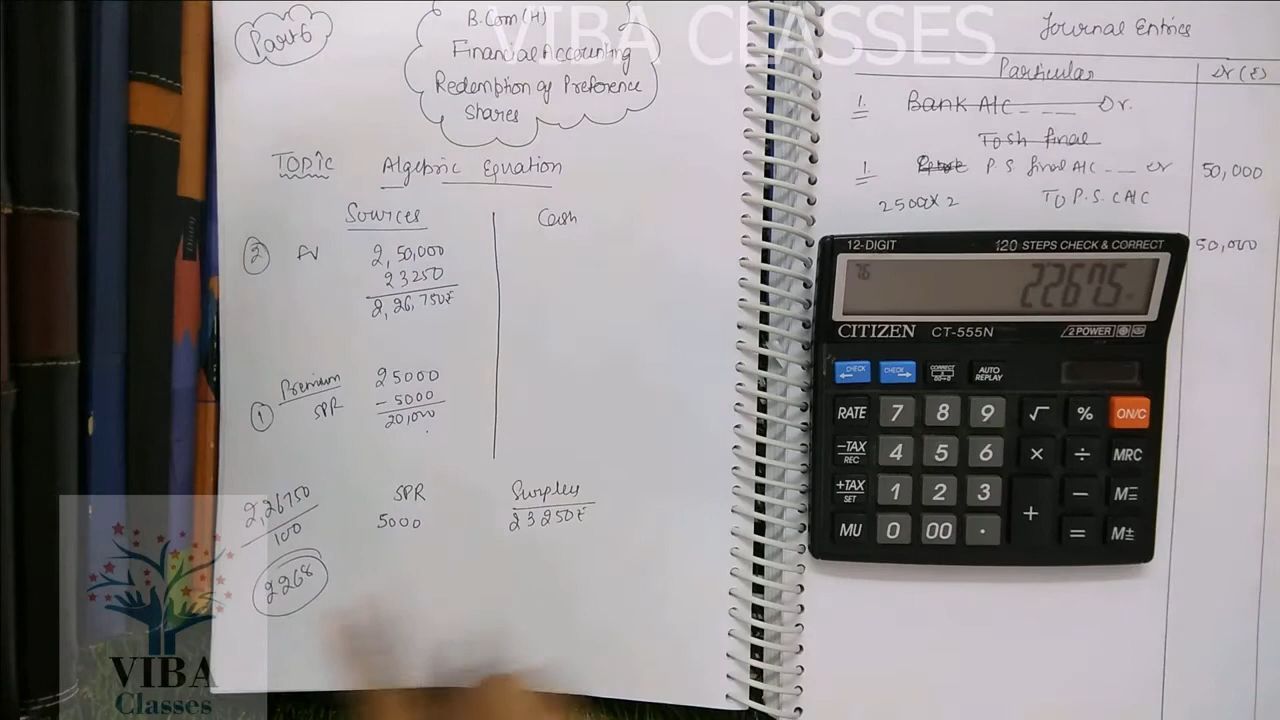 VIBA CLASSES
Part 6
B.Com (H)
Financial Accounting
Redemption of Preference
Shares
TOPIC Algebric Equation
Sources Cash
2 FV 2,50,000
23250
2,26,750₹
Premium 25000
1 SPR - 5000
20,000
2,26750
100
2268
SPR Surplus
5000 23250₹
Journal Entries
Particular Dr (₹)
1. Bank A/C --- Dr.
To sh final
1. P.S. final A/C --- Dr 50,000
25000 x 2 To P.S. C A/C
50,000
12-DIGIT 120 STEPS CHECK & CORRECT
22675
CITIZEN CT-555N 2 POWER
CHECK CHECK CORRECT AUTO REPLAY
00→0
RATE 7 8 9 √ % ON/C
-TAX REC 4 5 6 × ÷ MRC
+TAX SET 1 2 3 + − M=
MU 0 00 · = M±
VIBA
Classes